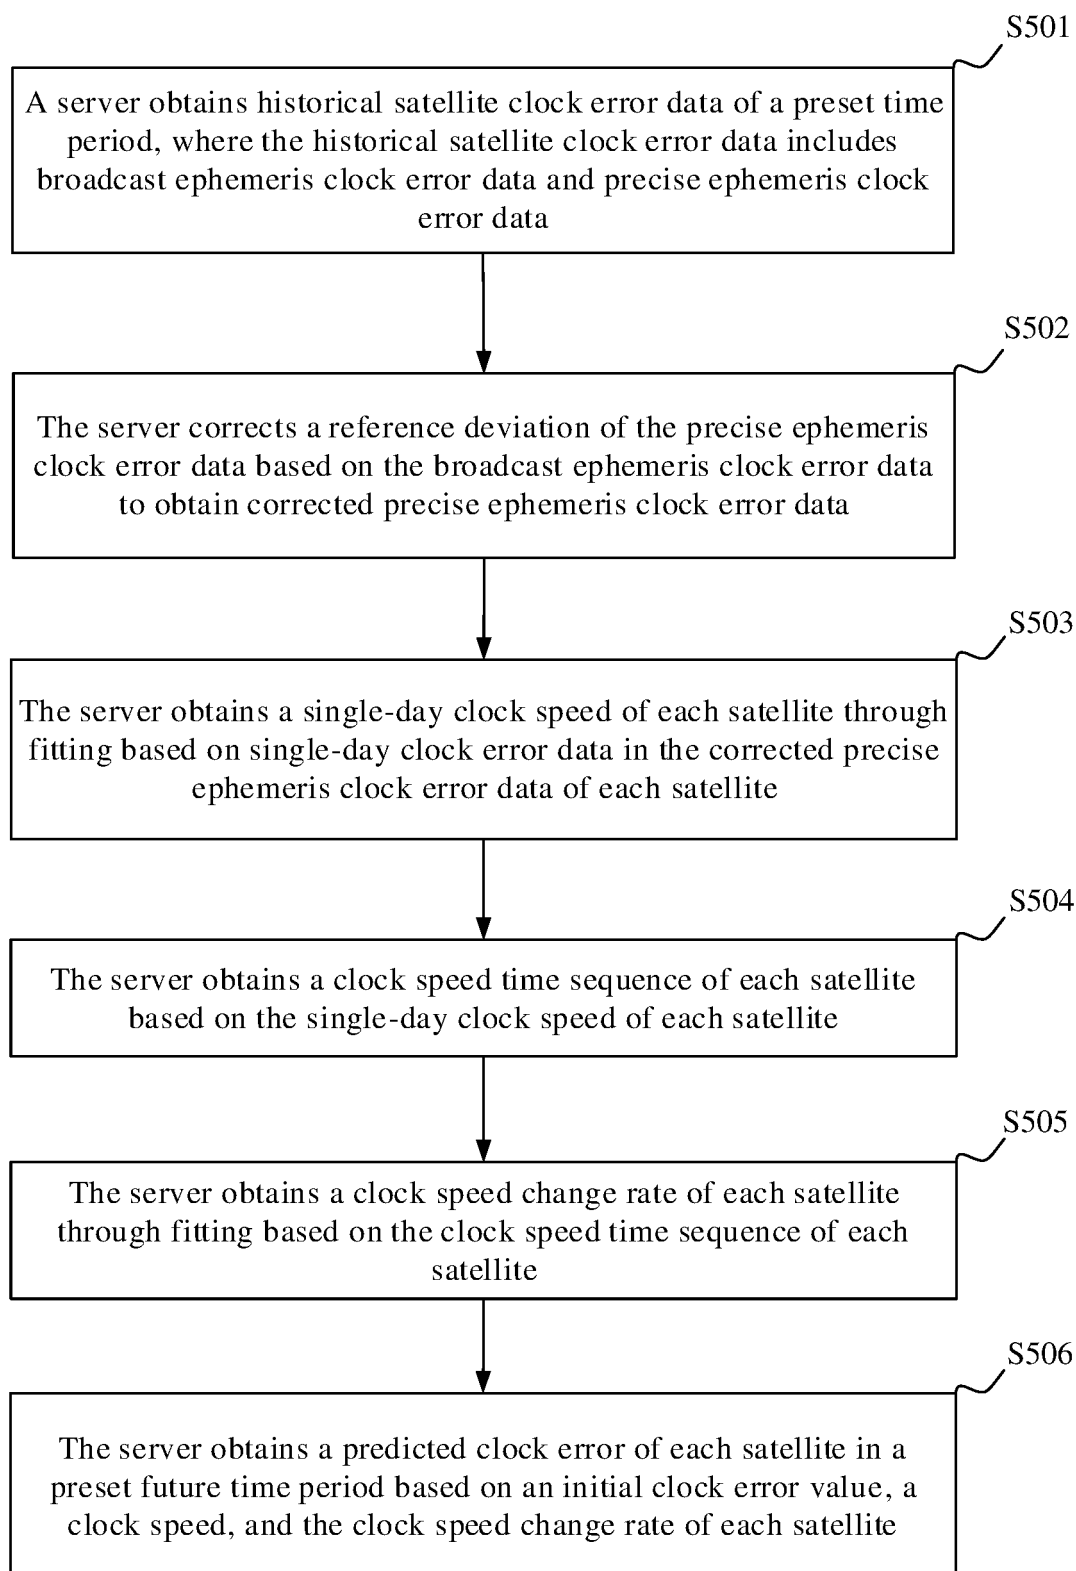 S501
A server obtains historical satellite clock error data of a preset time
period, where the historical satellite clock error data includes
broadcast ephemeris clock error data and precise ephemeris clock
error data
S502
The server corrects a reference deviation of the precise ephemeris
clock error data based on the broadcast ephemeris clock error data
to obtain corrected precise ephemeris clock error data
S503
The server obtains a single-day clock speed of each satellite through
fitting based on single-day clock error data in the corrected precise
ephemeris clock error data of each satellite
S504
The server obtains a clock speed time sequence of each satellite
based on the single-day clock speed of each satellite
S505
The server obtains a clock speed change rate of each satellite
through fitting based on the clock speed time sequence of each
satellite
S506
The server obtains a predicted clock error of each satellite in a
preset future time period based on an initial clock error value, a
clock speed, and the clock speed change rate of each satellite